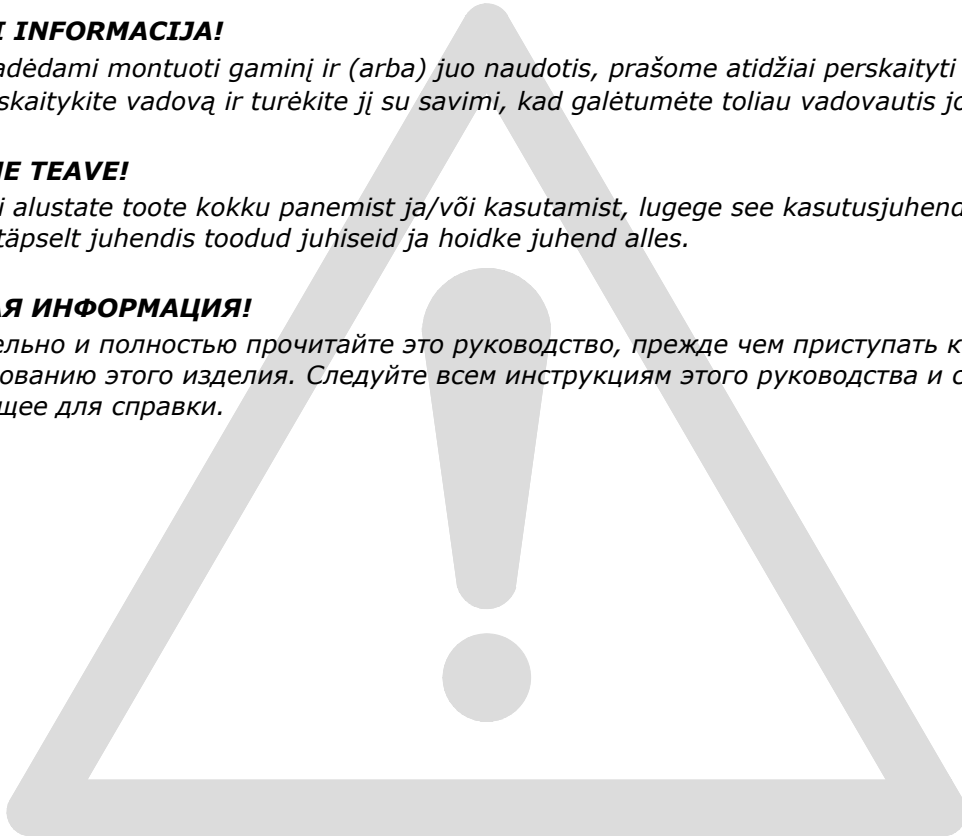 I INFORMACIJA!
adėdami montuoti gaminį ir (arba) juo naudotis, prašome atidžiai perskaityti
skaitykite vadovą ir turėkite jį su savimi, kad galėtumėte toliau vadovautis jo
NE TEAVE!
i alustate toote kokku panemist ja/või kasutamist, lugege see kasutusjuhend
täpselt juhendis toodud juhiseid ja hoidke juhend alles.
АЯ ИНФОРМАЦИЯ!
ельно и полностью прочитайте это руководство, прежде чем приступать к
ованию этого изделия. Следуйте всем инструкциям этого руководства и с
щее для справки.